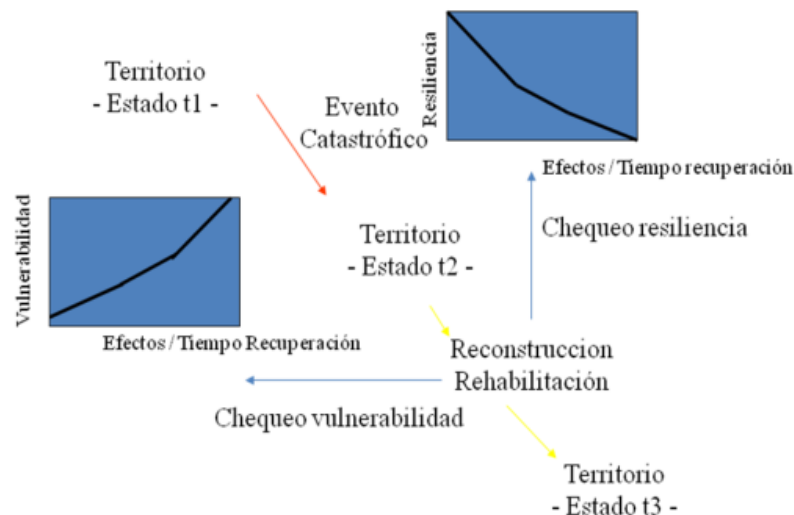 Territorio
- Estado t1 -
Evento
Catastrófico
Resiliencia
Efectos / Tiempo recuperación
Chequeo resiliencia
Territorio
- Estado t2 -
Vulnerabilidad
Efectos / Tiempo Recuperación
Reconstruccion
Rehabilitación
Chequeo vulnerabilidad
Territorio
- Estado t3 -